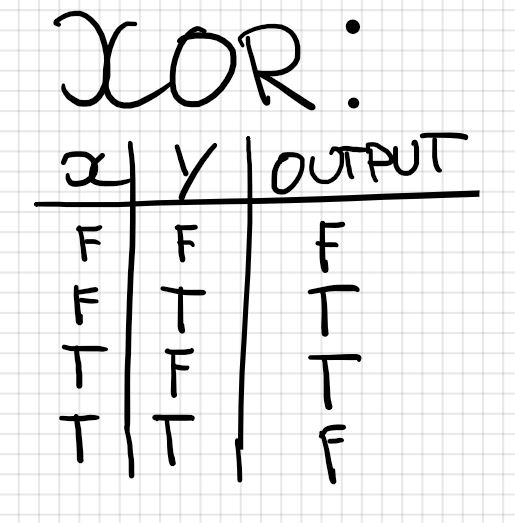 XOR:
x Y OUTPUT
F F F
F T T
T F T
T T F